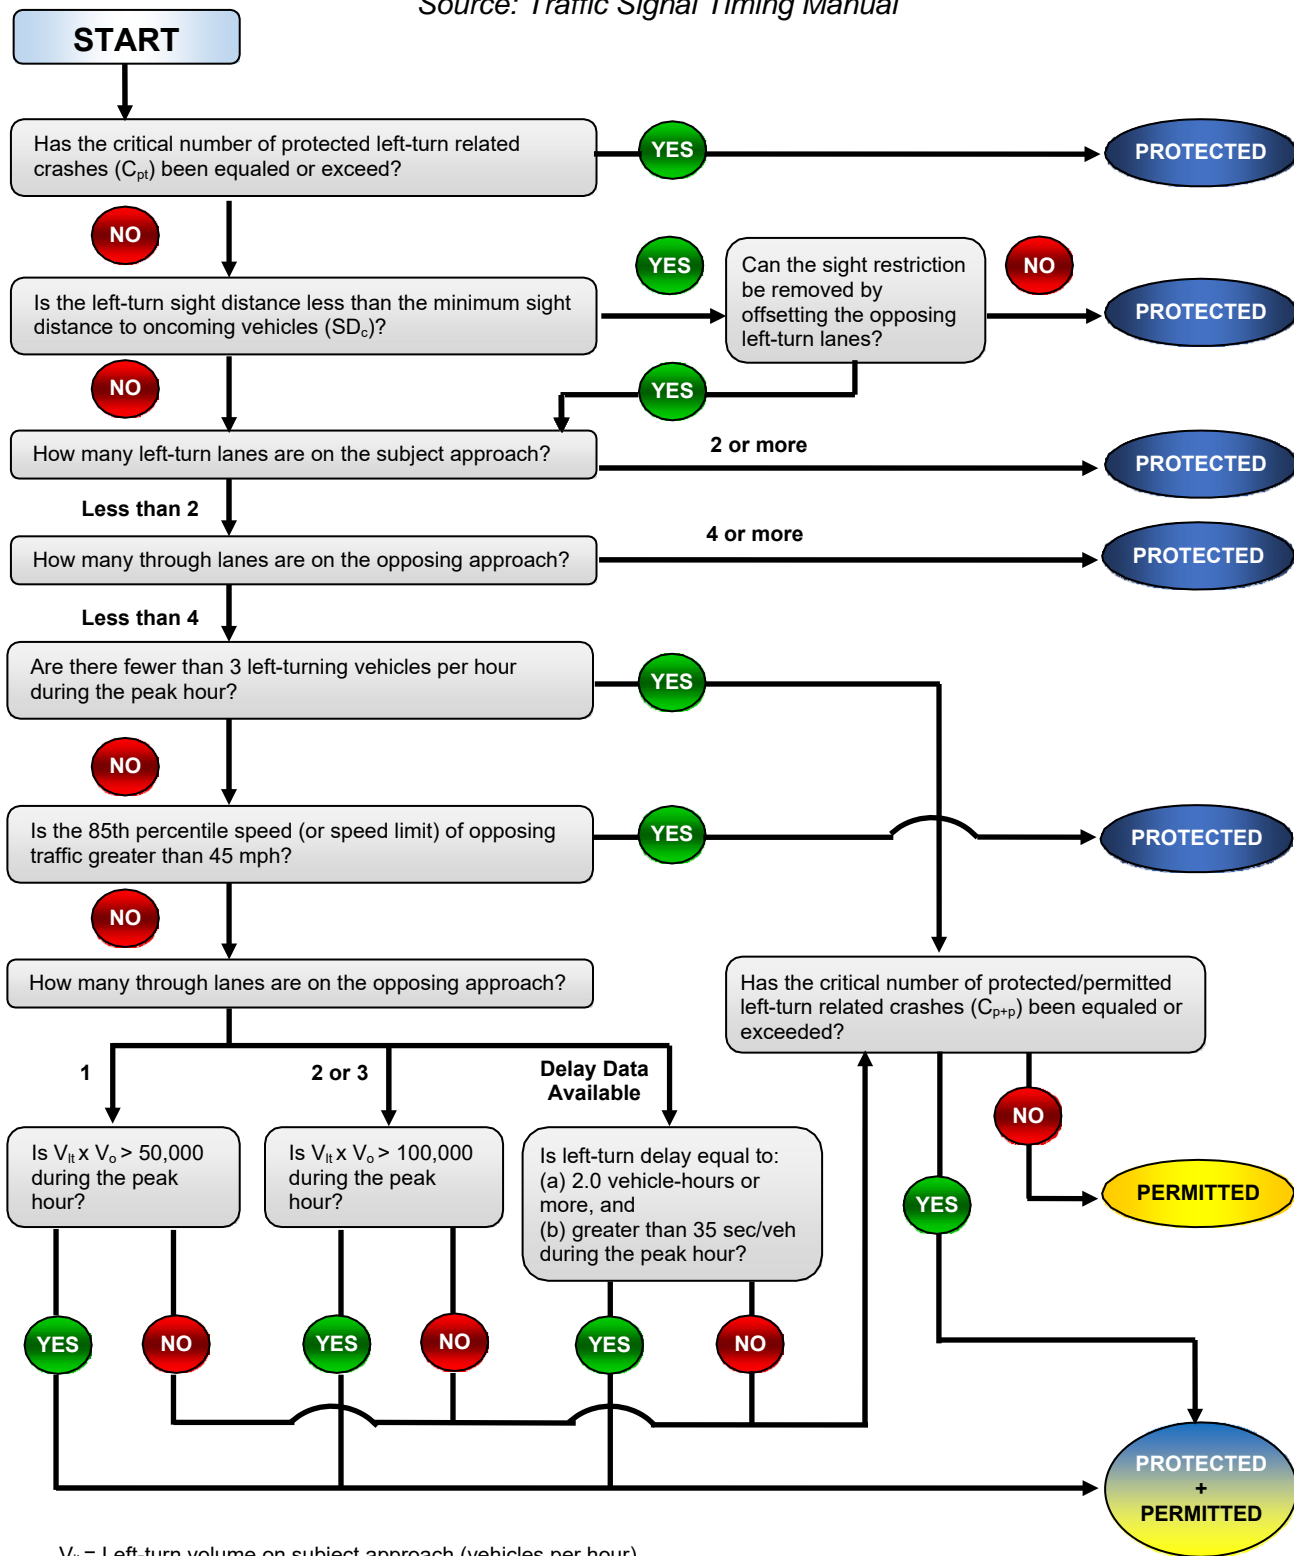 Source: Traffic Signal Timing Manual
START
Has the critical number of protected left-turn related
crashes (Cpt) been equaled or exceed?
YES
PROTECTED
NO
Is the left-turn sight distance less than the minimum sight
distance to oncoming vehicles (SDc)?
YES
Can the sight restriction
be removed by
offsetting the opposing
left-turn lanes?
NO
PROTECTED
NO
YES
How many left-turn lanes are on the subject approach?
2 or more
PROTECTED
Less than 2
How many through lanes are on the opposing approach?
4 or more
PROTECTED
Less than 4
Are there fewer than 3 left-turning vehicles per hour
during the peak hour?
YES
NO
Is the 85th percentile speed (or speed limit) of opposing
traffic greater than 45 mph?
YES
PROTECTED
NO
How many through lanes are on the opposing approach?
Has the critical number of protected/permitted
left-turn related crashes (Cp+p) been equaled or
exceeded?
1
2 or 3
Delay Data
Available
Is Vlt x Vo > 50,000
during the peak
hour?
Is Vlt x Vo > 100,000
during the peak
hour?
Is left-turn delay equal to:
(a) 2.0 vehicle-hours or
more, and
(b) greater than 35 sec/veh
during the peak hour?
NO
YES
PERMITTED
YES
NO
YES
NO
YES
NO
PROTECTED
+
PERMITTED
Vlt = Left-turn volume on subject approach (vehicles per hour)